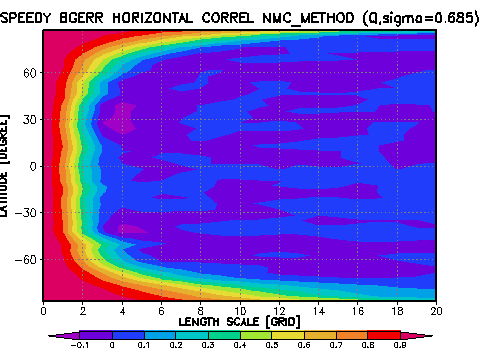 SPEEDY BGERR HORIZONTAL CORREL NMC_METHOD (Q,sigma=0.685)
60
30
0
−30
−60
LATITUDE [DEGREE]
0 2 4 6 8 10 12 14 16 18 20
LENGTH SCALE [GRID]
−0.1 0 0.1 0.2 0.3 0.4 0.5 0.6 0.7 0.8 0.9